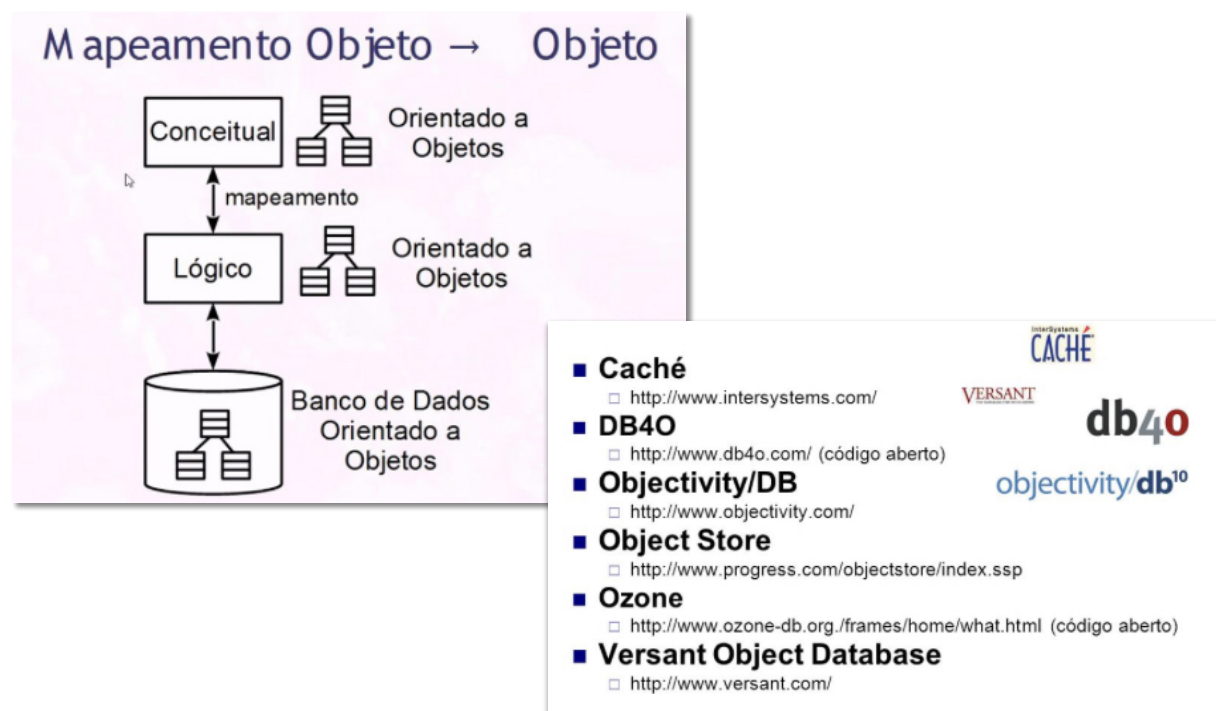 Mapeamento Objeto → Objeto
Conceitual
Orientado a
Objetos
mapeamento
Lógico
Orientado a
Objetos
Banco de Dados
Orientado a
Objetos
InterSystems
CACHÉ
Caché
http://www.intersystems.com/
VERSANT
DB4O
db4o
http://www.db4o.com/ (código aberto)
Objectivity/DB
objectivity/db10
http://www.objectivity.com/
Object Store
http://www.progress.com/objectstore/index.ssp
Ozone
http://www.ozone-db.org./frames/home/what.html (código aberto)
Versant Object Database
http://www.versant.com/